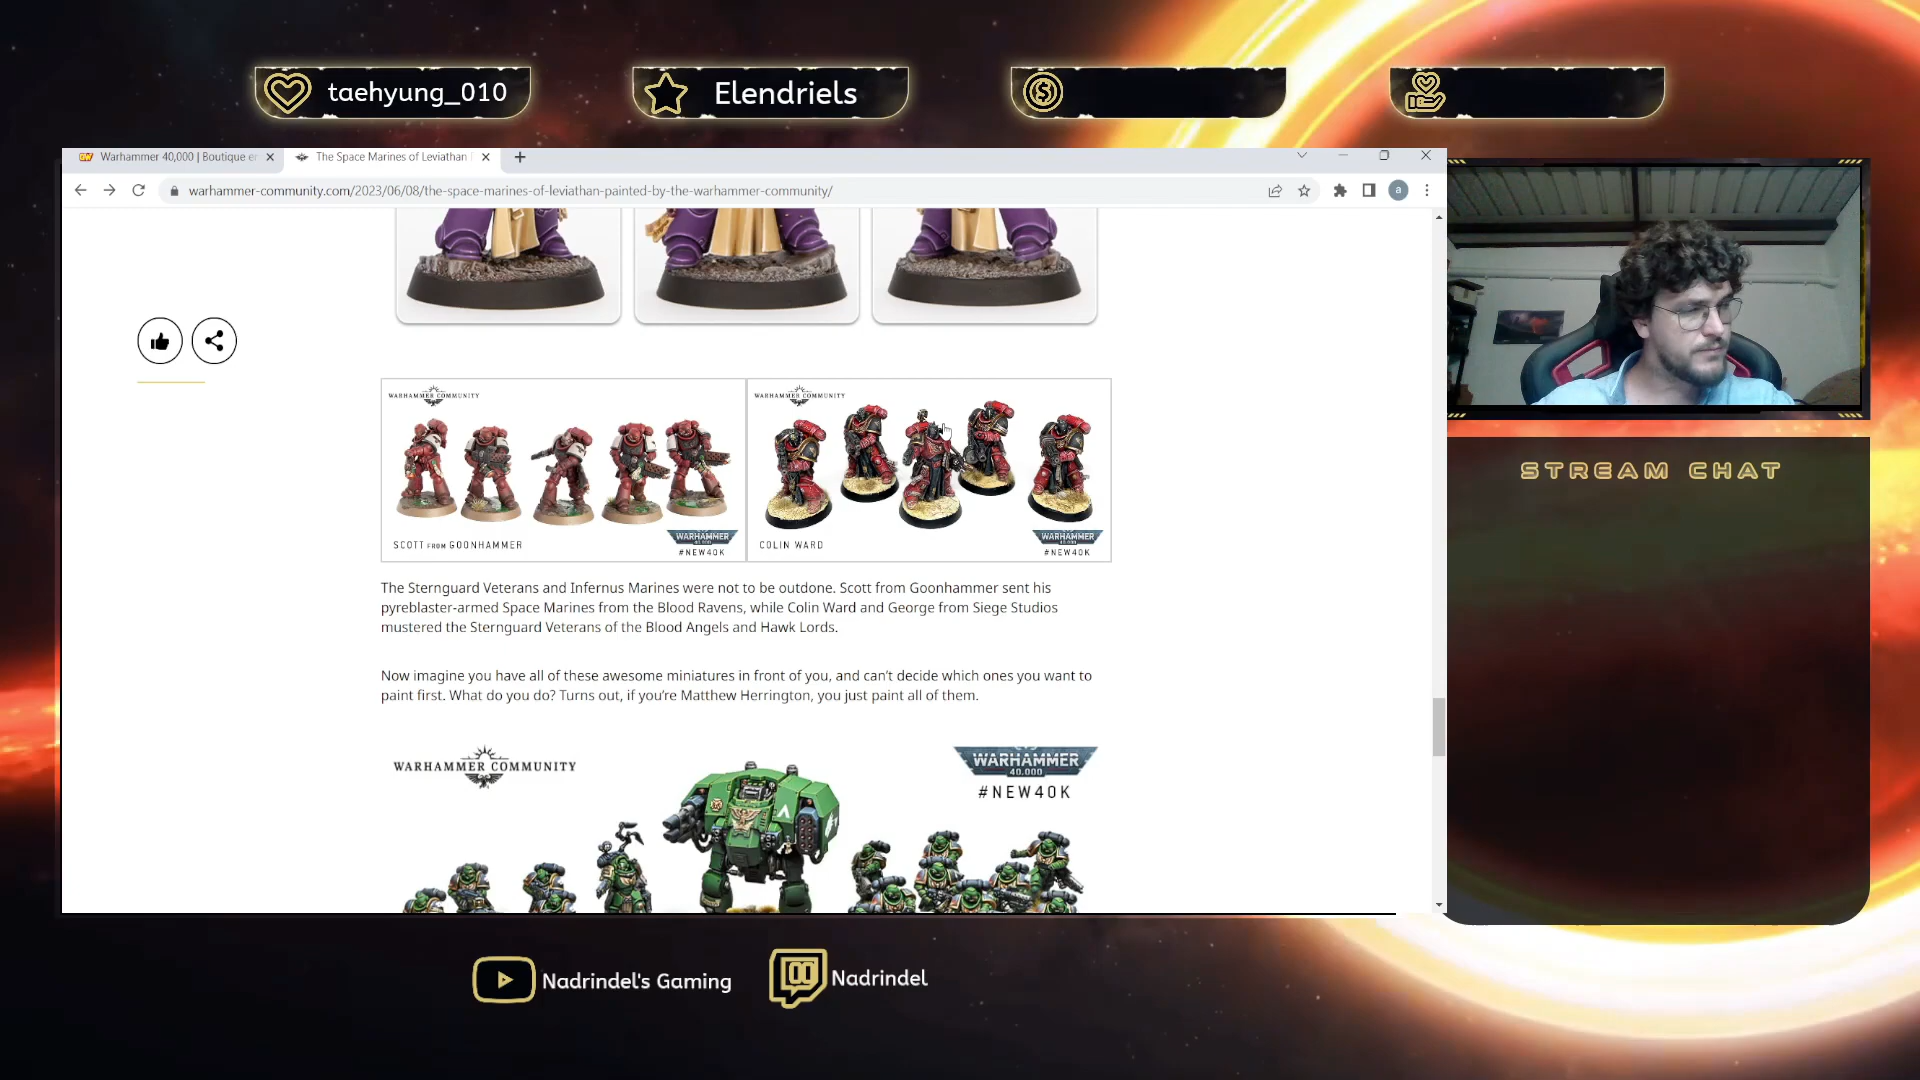 taehyung_010
Elendriels
Warhammer 40,000 | Boutique er
The Space Marines of Leviathan
warhammer-community.com/2023/06/08/the-space-marines-of-leviathan-painted-by-the-warhammer-community/
a
STREAM CHAT
WARHAMMER COMMUNITY
WARHAMMER COMMUNITY
SCOTT FROM GOONHAMMER
WARHAMMER
40,000
#NEW40K
COLIN WARD
WARHAMMER
40,000
#NEW40K
The Sternguard Veterans and Infernus Marines were not to be outdone. Scott from Goonhammer sent his
pyreblaster-armed Space Marines from the Blood Ravens, while Colin Ward and George from Siege Studios
mustered the Sternguard Veterans of the Blood Angels and Hawk Lords.
Now imagine you have all of these awesome miniatures in front of you, and can't decide which ones you want to
paint first. What do you do? Turns out, if you're Matthew Herrington, you just paint all of them.
WARHAMMER COMMUNITY
WARHAMMER
40,000
#NEW40K
Nadrindel's Gaming
Nadrindel